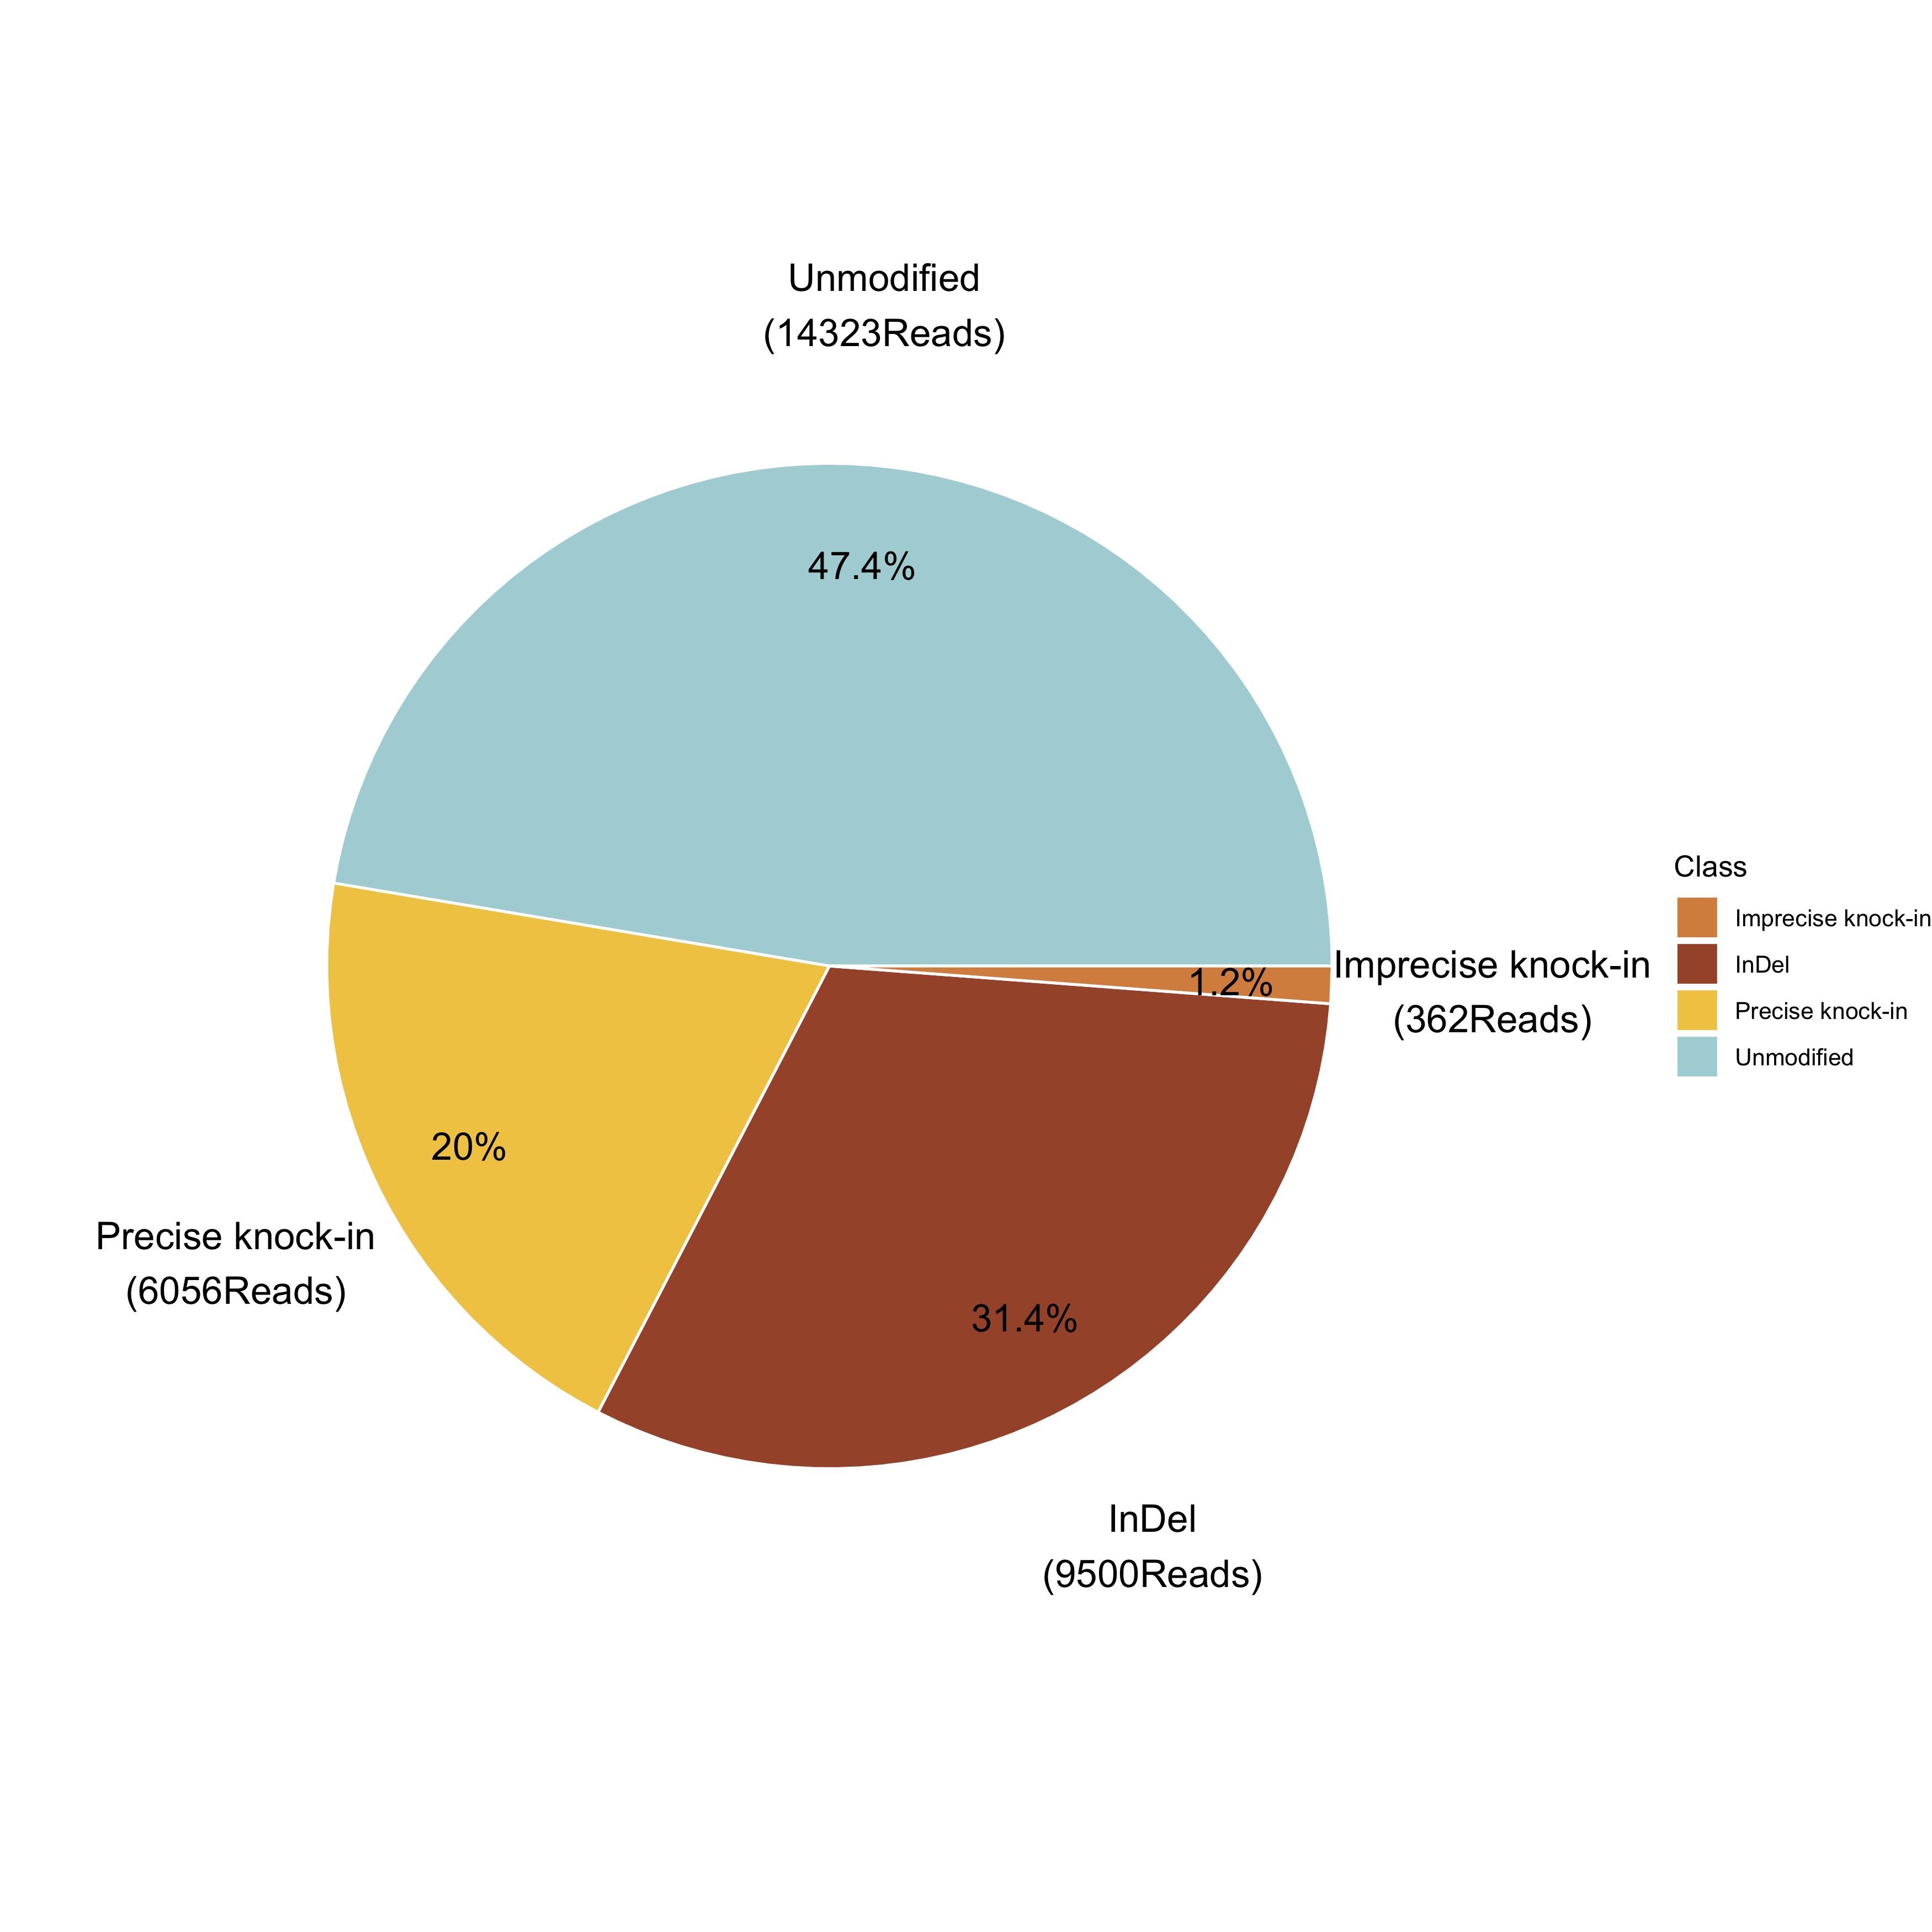 Unmodified
(14323Reads)
47.4%
Class
Imprecise knock-in
InDel
Precise knock-in
Unmodified
1.2%
Imprecise knock-in
(362Reads)
20%
Precise knock-in
(6056Reads)
31.4%
InDel
(9500Reads)